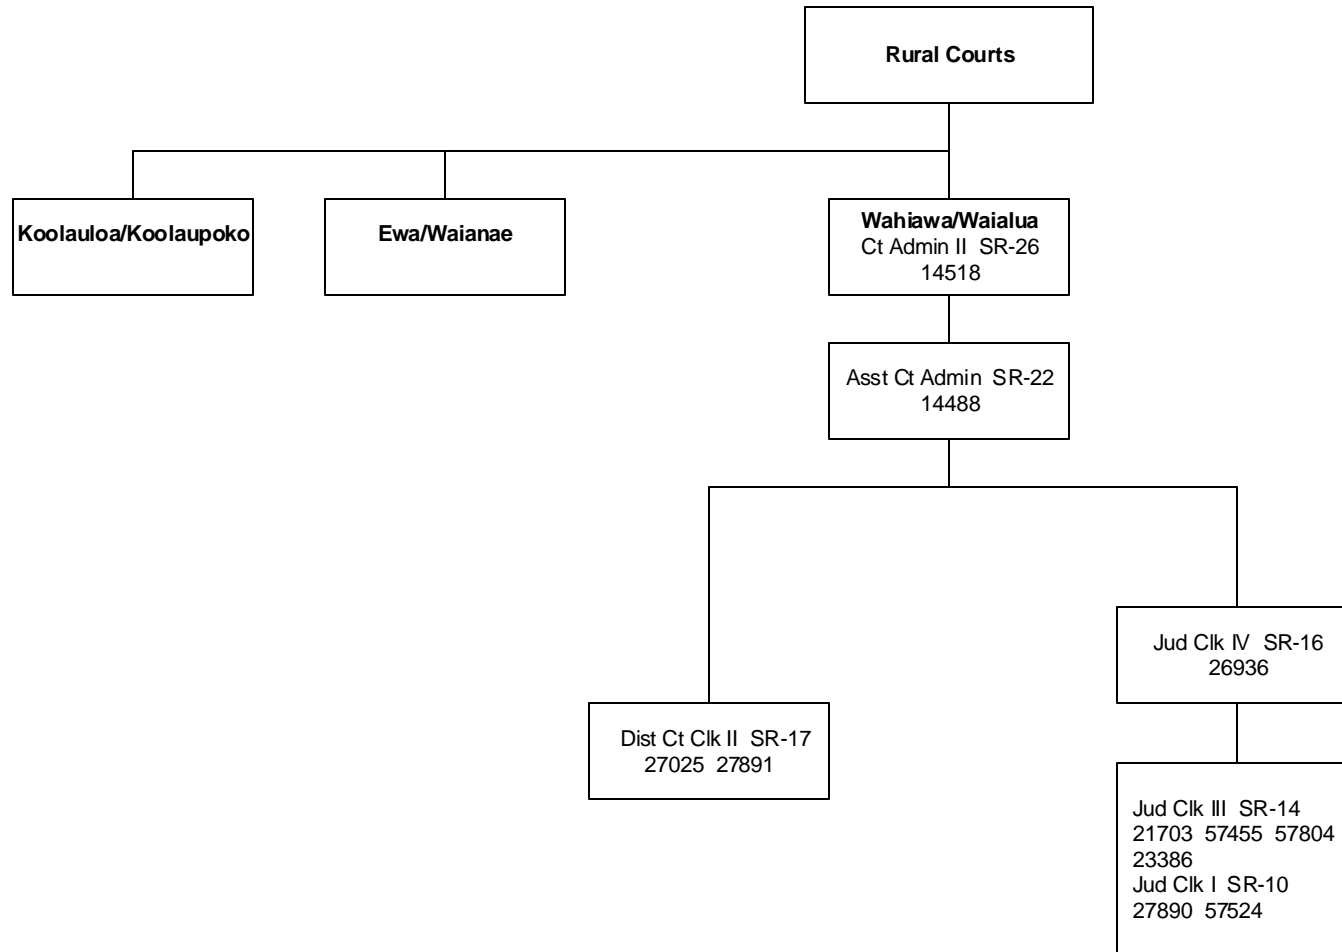 Rural Courts
Koolauloa/Koolaupoko
Ewa/Waianae
Wahiawa/Waialua
Ct Admin II SR-26
14518
Asst Ct Admin SR-22
14488
Jud Clk IV SR-16
26936
Dist Ct Clk II SR-17
27025 27891
Jud Clk III SR-14
21703 57455 57804
23386
Jud Clk I SR-10
27890 57524